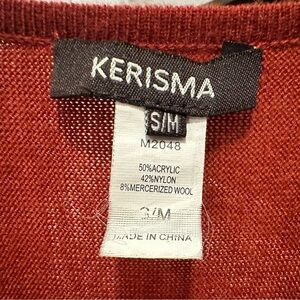 KERISMA
S/M
M2048
50%ACRYLIC
42%NYLON
8%MERCERIZED WOOL
S/M
MADE IN CHINA